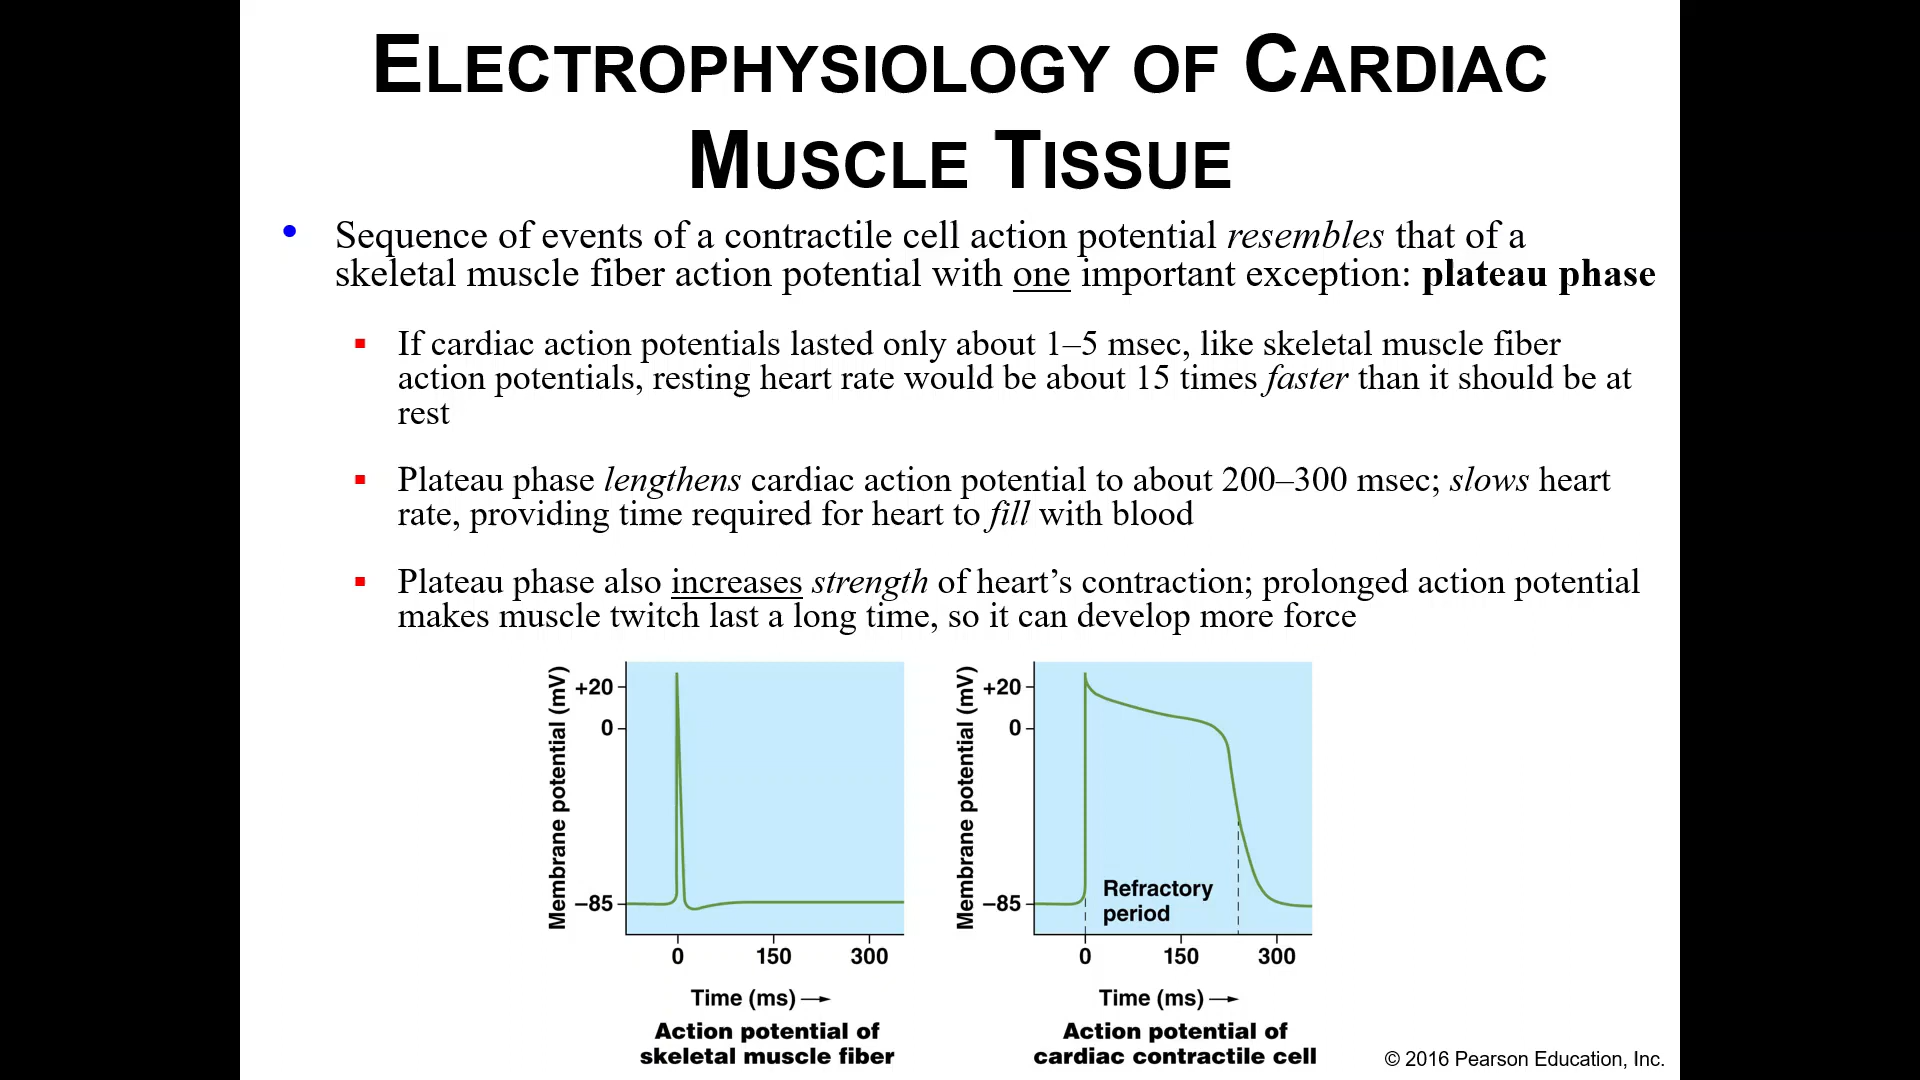 ELECTROPHYSIOLOGY OF CARDIAC
MUSCLE TISSUE
• Sequence of events of a contractile cell action potential resembles that of a
skeletal muscle fiber action potential with one important exception: plateau phase
▪ If cardiac action potentials lasted only about 1–5 msec, like skeletal muscle fiber
action potentials, resting heart rate would be about 15 times faster than it should be at
rest
▪ Plateau phase lengthens cardiac action potential to about 200–300 msec; slows heart
rate, providing time required for heart to fill with blood
▪ Plateau phase also increases strength of heart’s contraction; prolonged action potential
makes muscle twitch last a long time, so it can develop more force
Membrane potential (mV)
+20
0
–85
0 150 300
Time (ms) →
Action potential of
skeletal muscle fiber
Membrane potential (mV)
+20
0
–85
Refractory
period
0 150 300
Time (ms) →
Action potential of
cardiac contractile cell
© 2016 Pearson Education, Inc.